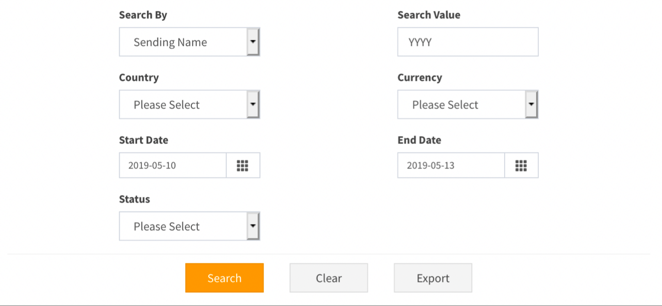 Search By Search Value
Sending Name YYYY
Country Currency
Please Select Please Select
Start Date End Date
2019-05-10 2019-05-13
Status
Please Select
Search Clear Export